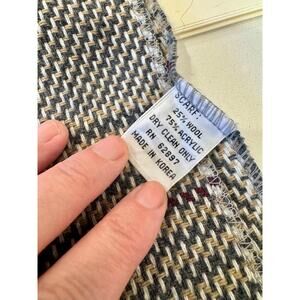 SCARF:
25% WOOL
75% ACRYLIC
DRY CLEAN ONLY
RN 62897
MADE IN KOREA